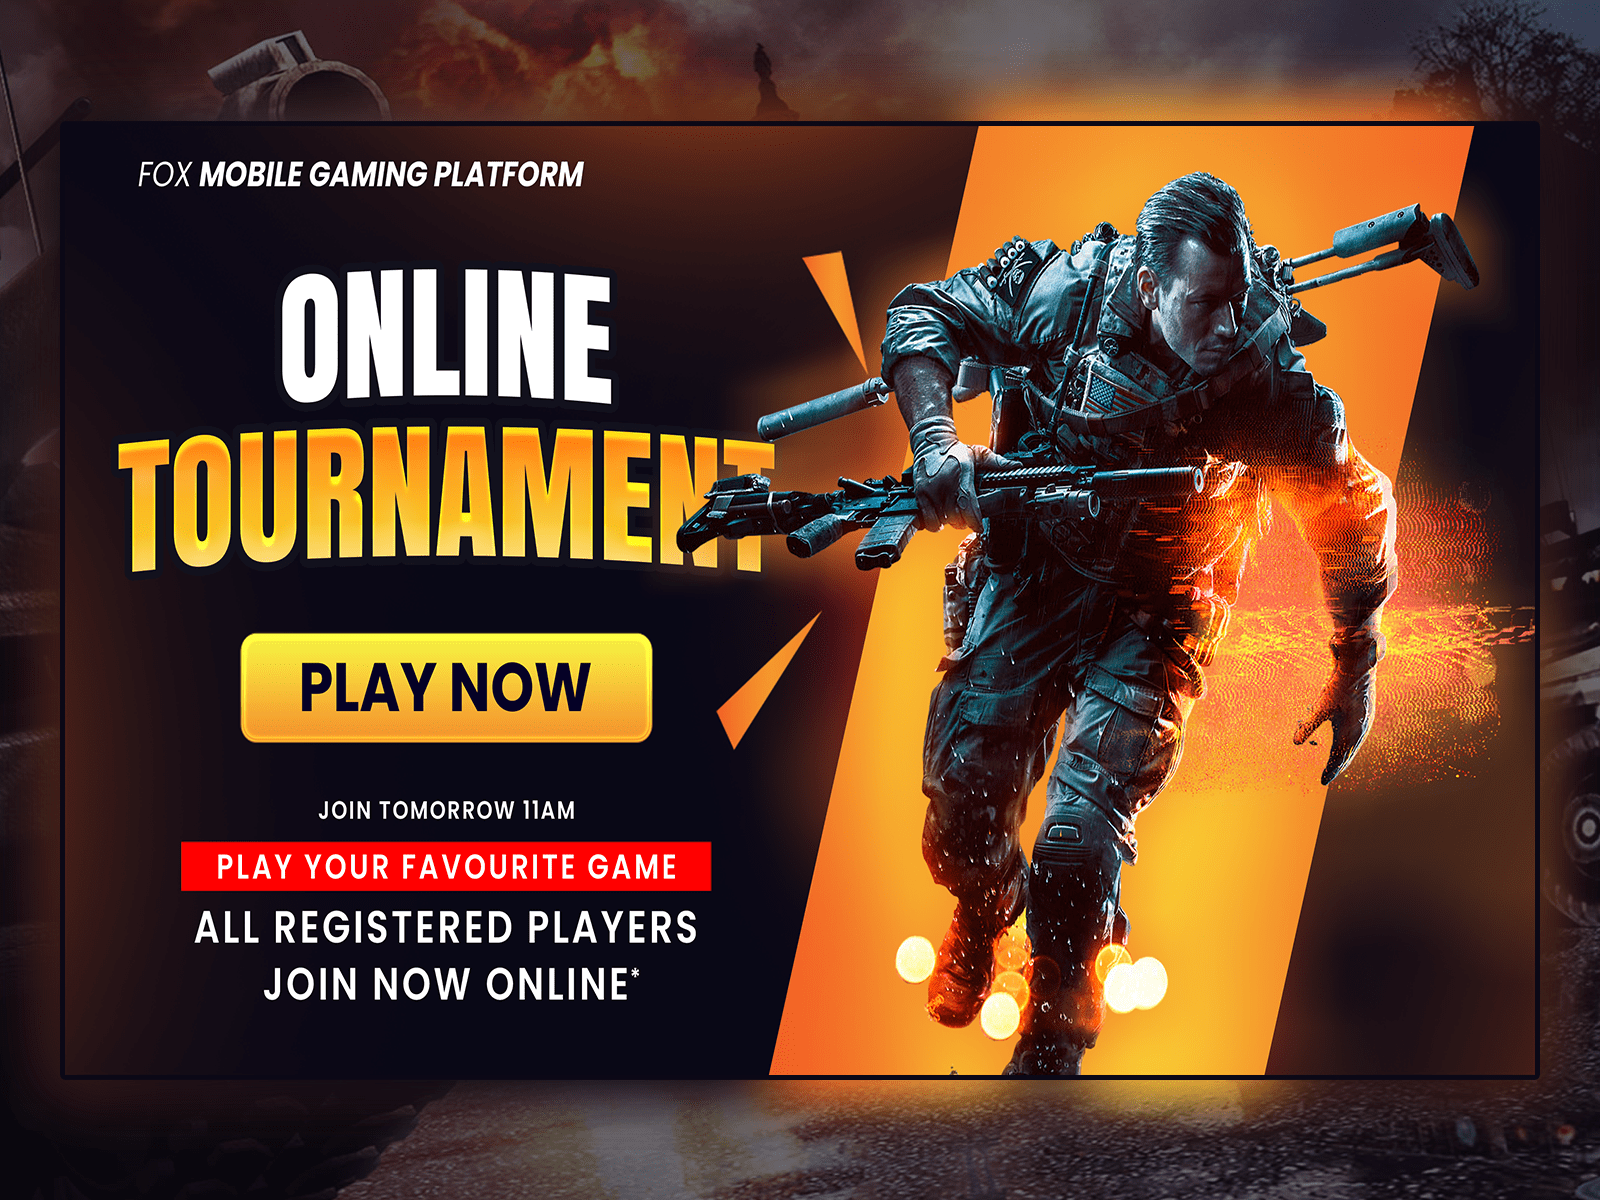 FOX MOBILE GAMING PLATFORM
ONLINE
TOURNAMENT
PLAY NOW
JOIN TOMORROW 11AM
PLAY YOUR FAVOURITE GAME
ALL REGISTERED PLAYERS
JOIN NOW ONLINE*